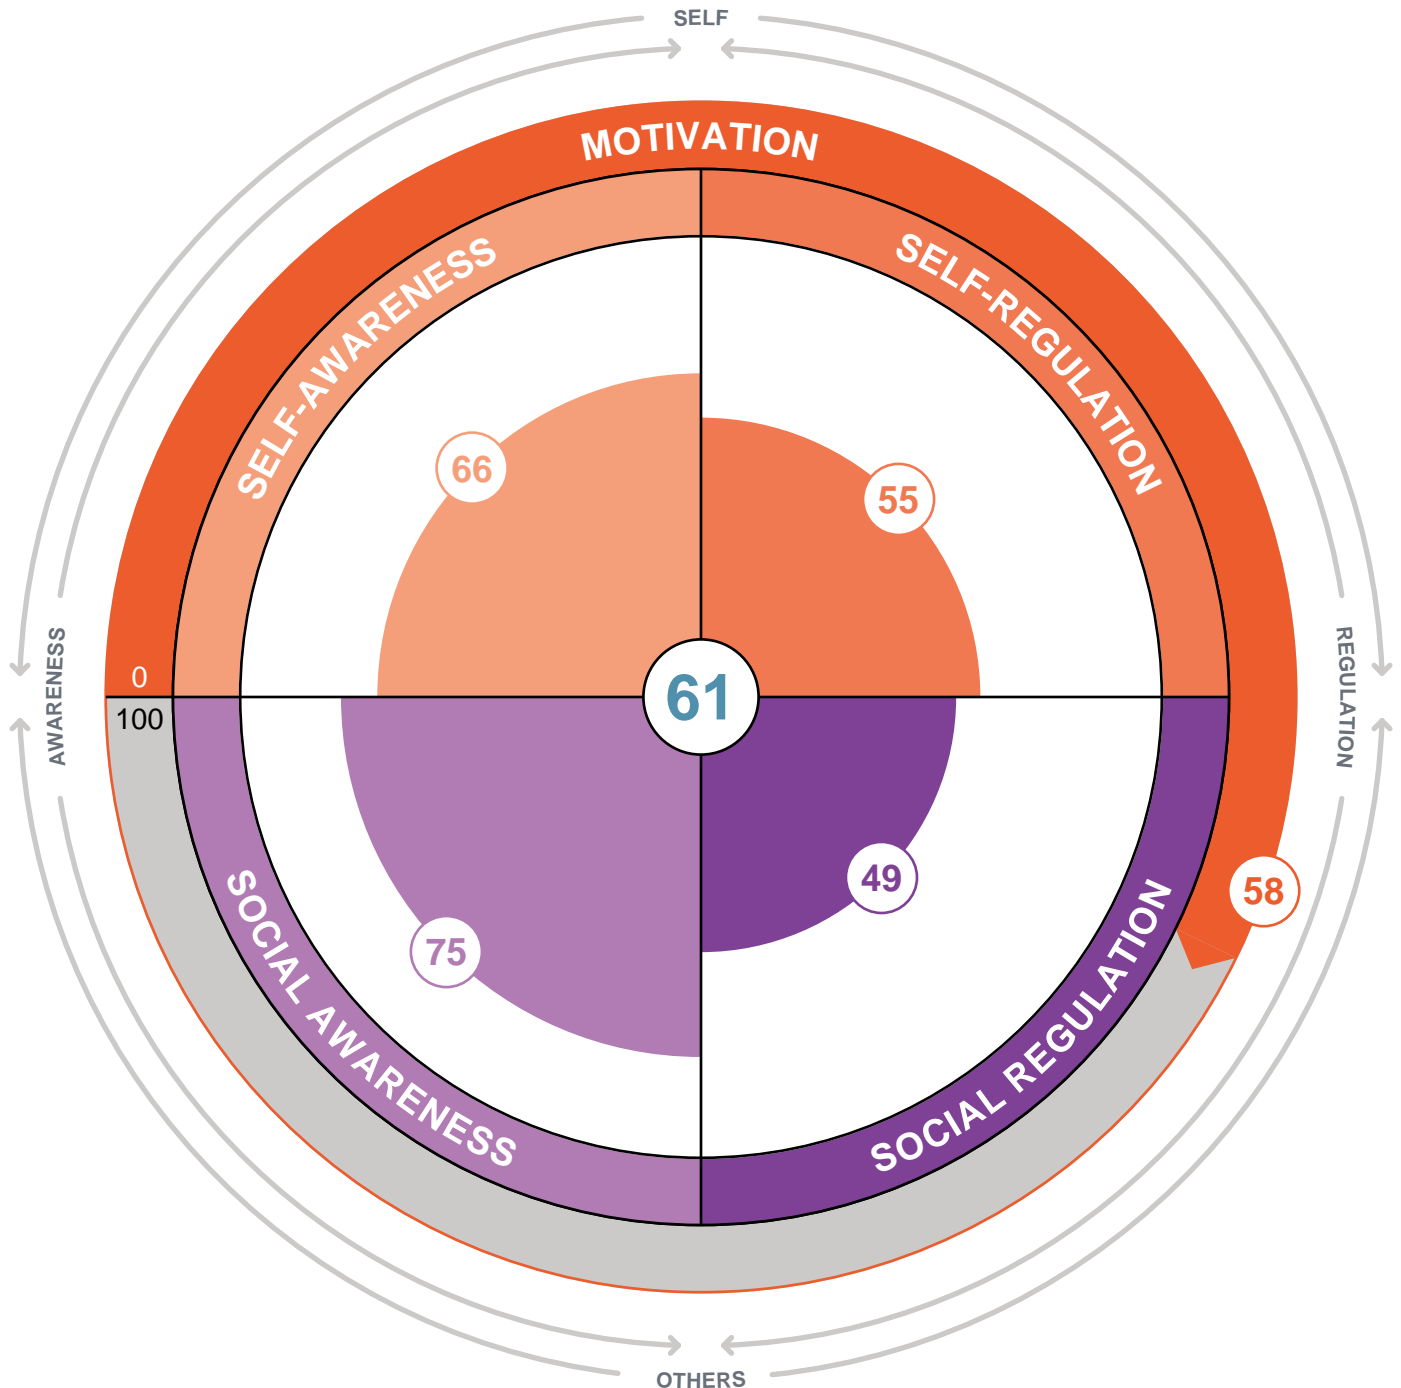 SELF
MOTIVATION
SELF-AWARENESS
SELF-REGULATION
66
55
AWARENESS
REGULATION
0
100
61
58
49
75
SOCIAL AWARENESS
SOCIAL REGULATION
OTHERS